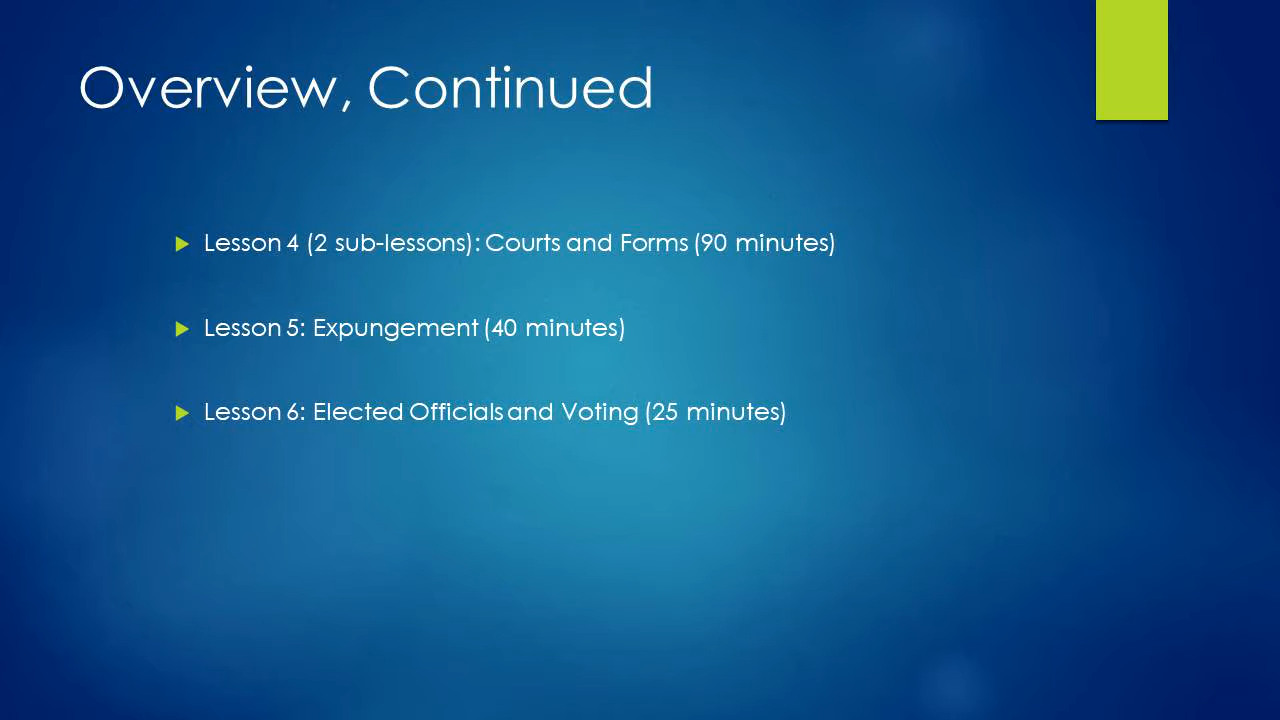 Overview, Continued
Lesson 4 (2 sub-lessons): Courts and Forms (90 minutes)
Lesson 5: Expungement (40 minutes)
Lesson 6: Elected Officials and Voting (25 minutes)